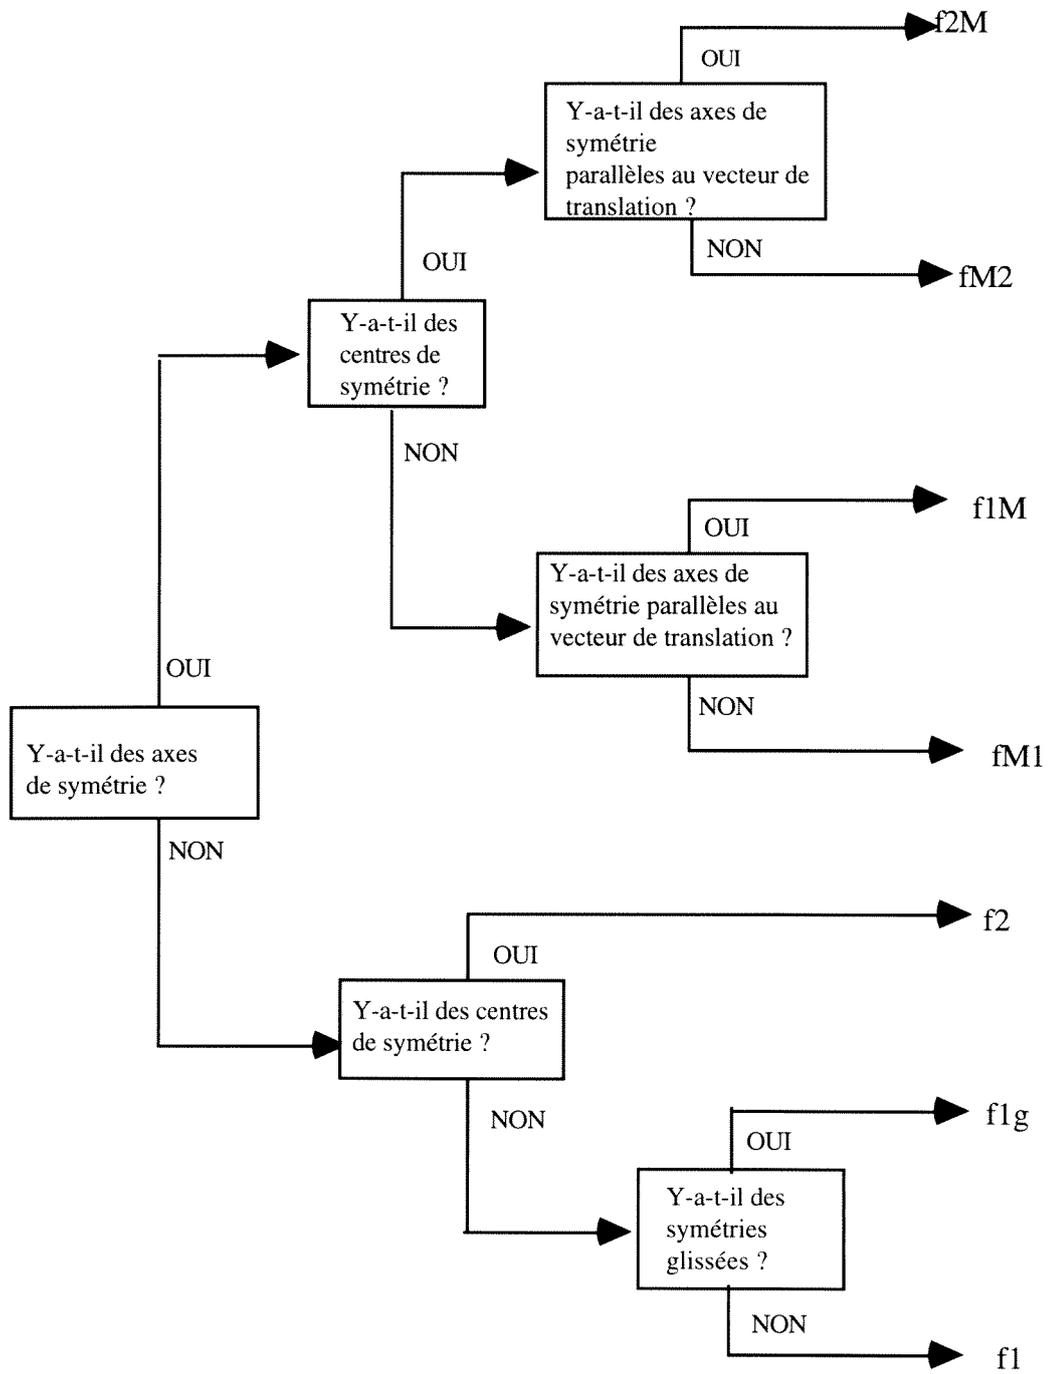 f2M
OUI
Y-a-t-il des axes de
symétrie
parallèles au vecteur de
translation ?
NON
fM2
OUI
Y-a-t-il des
centres de
symétrie ?
NON
f1M
OUI
Y-a-t-il des axes de
symétrie parallèles au
vecteur de translation ?
NON
fM1
OUI
Y-a-t-il des axes
de symétrie ?
NON
f2
OUI
Y-a-t-il des centres
de symétrie ?
NON
f1g
OUI
Y-a-t-il des
symétries
glissées ?
NON
f1